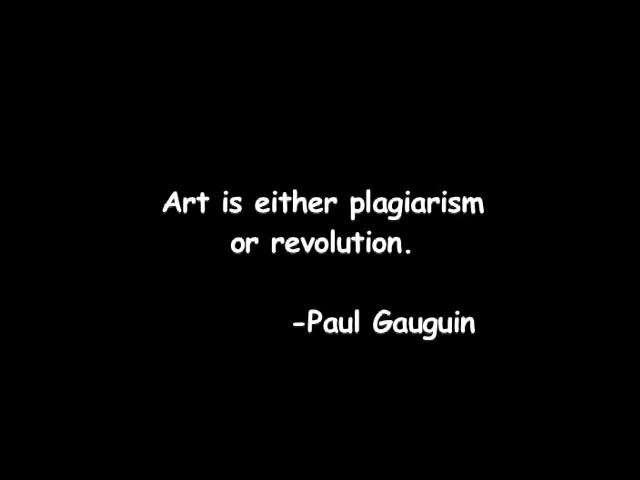 Art is either plagiarism
or revolution.
-Paul Gauguin